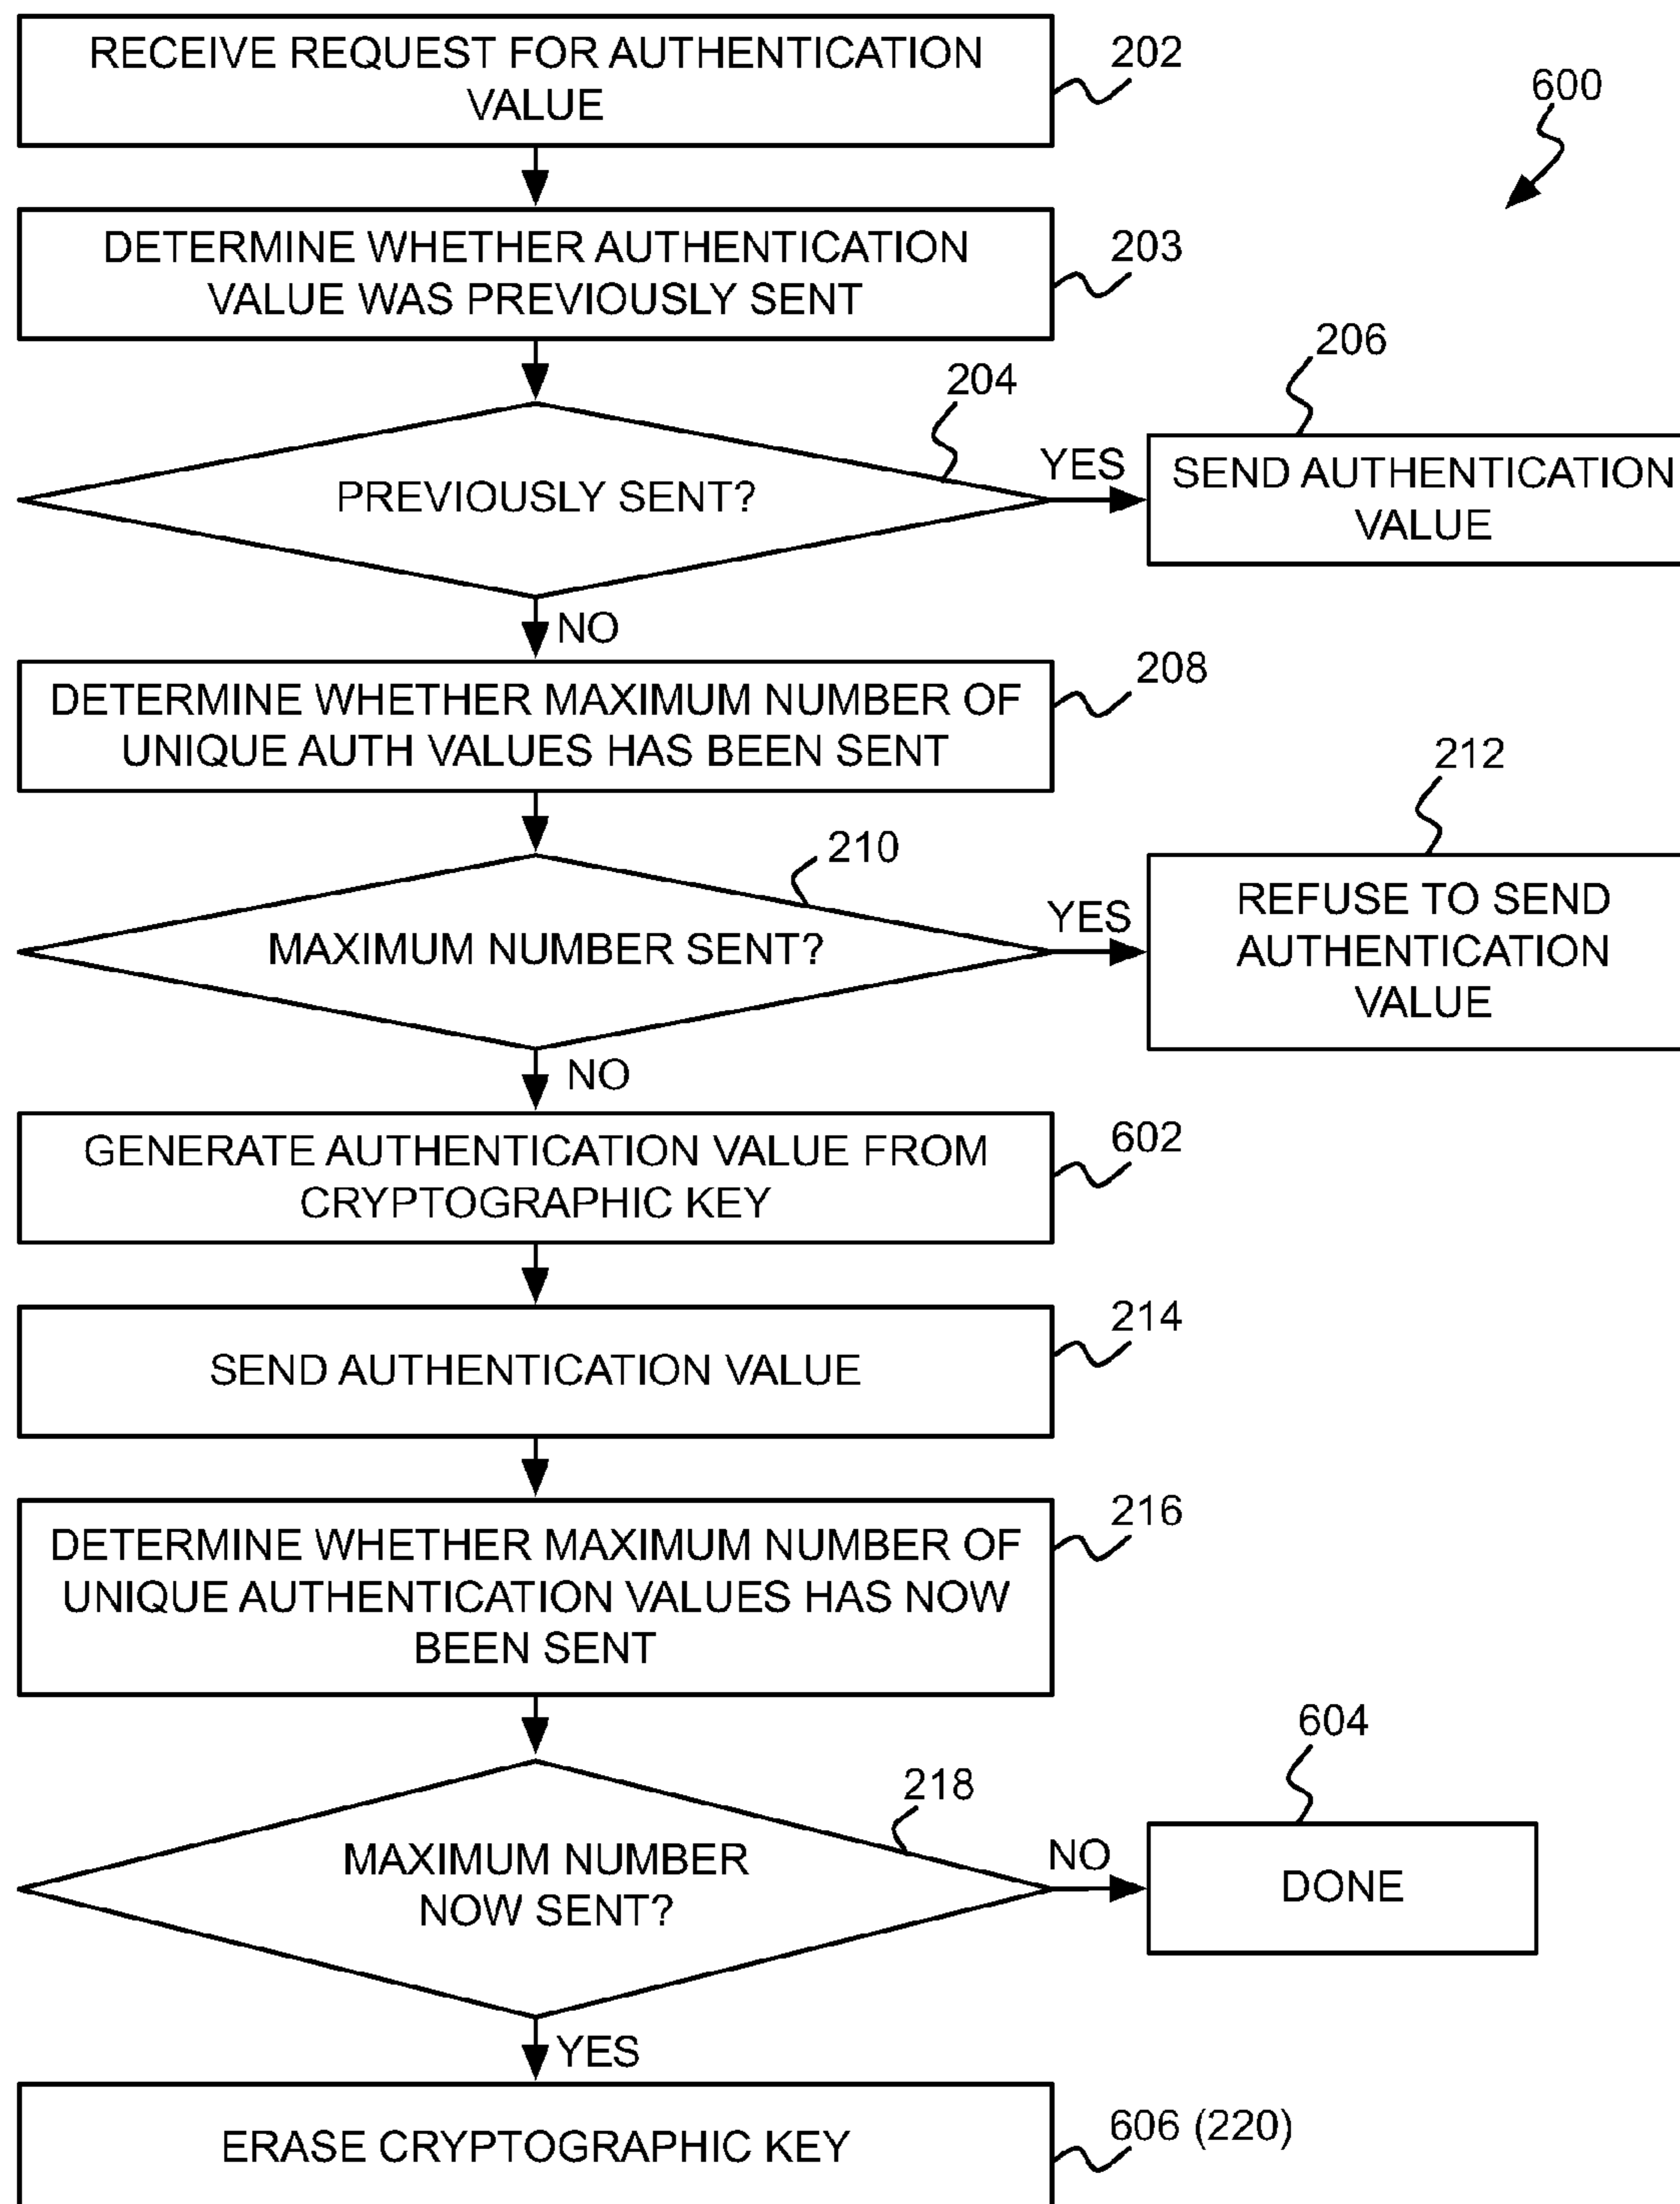 RECEIVE REQUEST FOR AUTHENTICATION
VALUE
202
600
DETERMINE WHETHER AUTHENTICATION
VALUE WAS PREVIOUSLY SENT
203
204
206
PREVIOUSLY SENT?
YES
SEND AUTHENTICATION
VALUE
NO
DETERMINE WHETHER MAXIMUM NUMBER OF
UNIQUE AUTH VALUES HAS BEEN SENT
208
210
212
MAXIMUM NUMBER SENT?
YES
REFUSE TO SEND
AUTHENTICATION
VALUE
NO
GENERATE AUTHENTICATION VALUE FROM
CRYPTOGRAPHIC KEY
602
SEND AUTHENTICATION VALUE
214
DETERMINE WHETHER MAXIMUM NUMBER OF
UNIQUE AUTHENTICATION VALUES HAS NOW
BEEN SENT
216
218
604
MAXIMUM NUMBER
NOW SENT?
NO
DONE
YES
ERASE CRYPTOGRAPHIC KEY
606 (220)